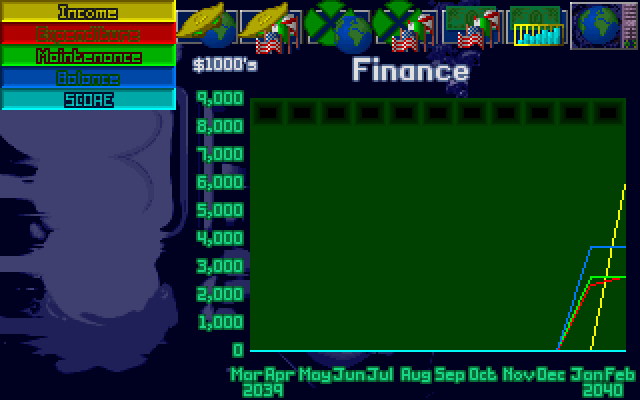 Income
Expenditure
Maintenance
Balance
SCORE
$1000's
Finance
9,000
8,000
7,000
6,000
5,000
4,000
3,000
2,000
1,000
0
Mar Apr May Jun Jul Aug Sep Oct Nov Dec Jan Feb
2039 2040